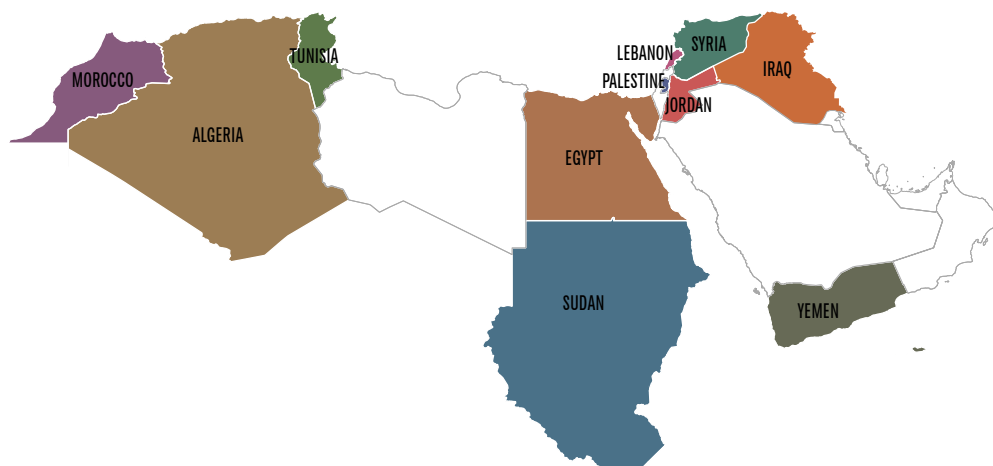 SYRIA
LEBANON
TUNISIA
IRAQ
MOROCCO
PALESTINE
JORDAN
ALGERIA
EGYPT
SUDAN
YEMEN